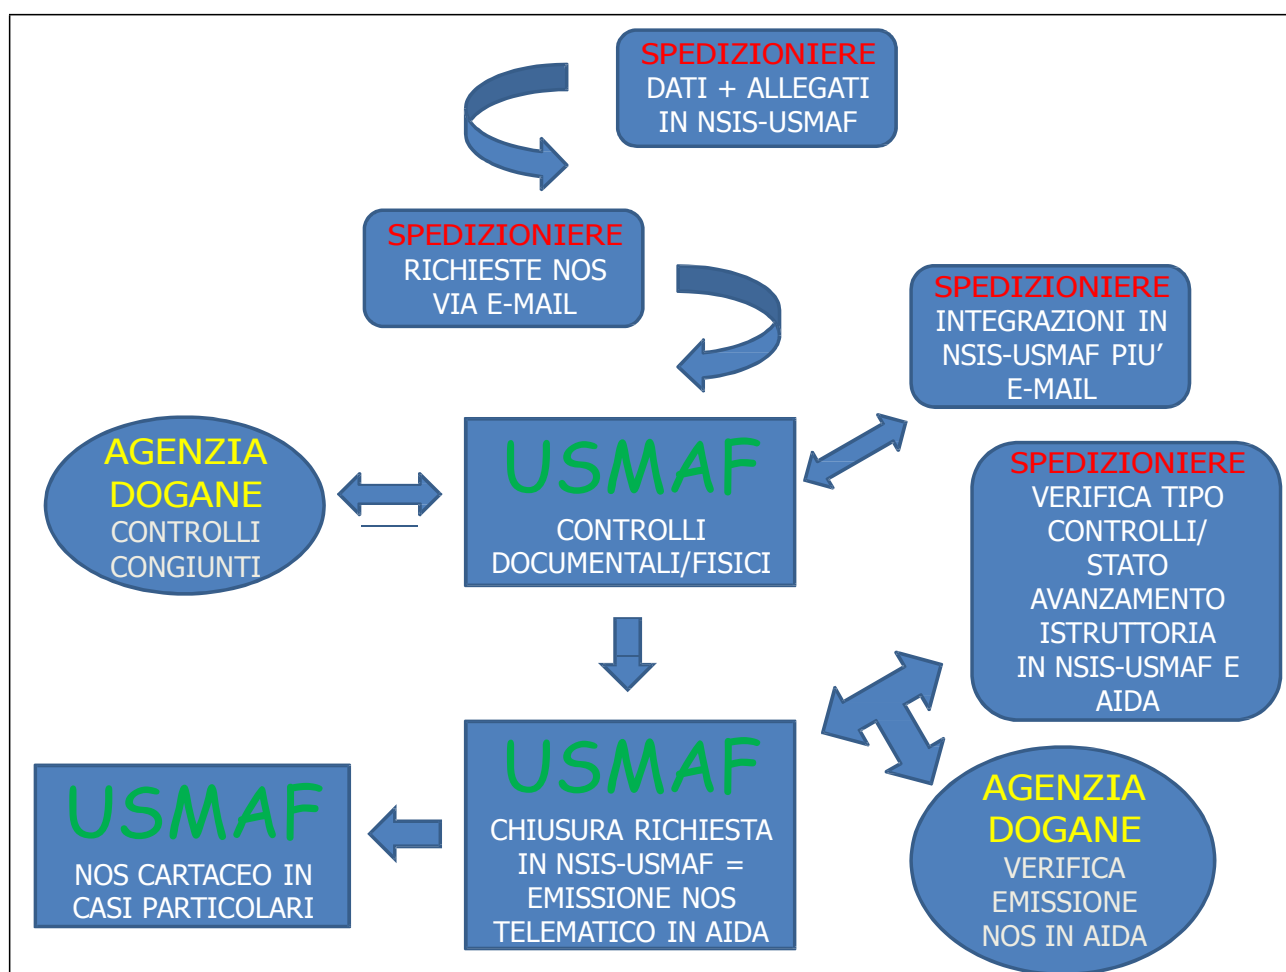 SPEDIZIONIERE
DATI + ALLEGATI
IN NSIS-USMAF
SPEDIZIONIERE
RICHIESTE NOS
VIA E-MAIL
SPEDIZIONIERE
INTEGRAZIONI IN
NSIS-USMAF PIU’
E-MAIL
AGENZIA
DOGANE
CONTROLLI
CONGIUNTI
USMAF
CONTROLLI
DOCUMENTALI/FISICI
SPEDIZIONIERE
VERIFICA TIPO
CONTROLLI/
STATO
AVANZAMENTO
ISTRUTTORIA
IN NSIS-USMAF E
AIDA
USMAF
NOS CARTACEO IN
CASI PARTICOLARI
USMAF
CHIUSURA RICHIESTA
IN NSIS-USMAF =
EMISSIONE NOS
TELEMATICO IN AIDA
AGENZIA
DOGANE
VERIFICA
EMISSIONE
NOS IN AIDA